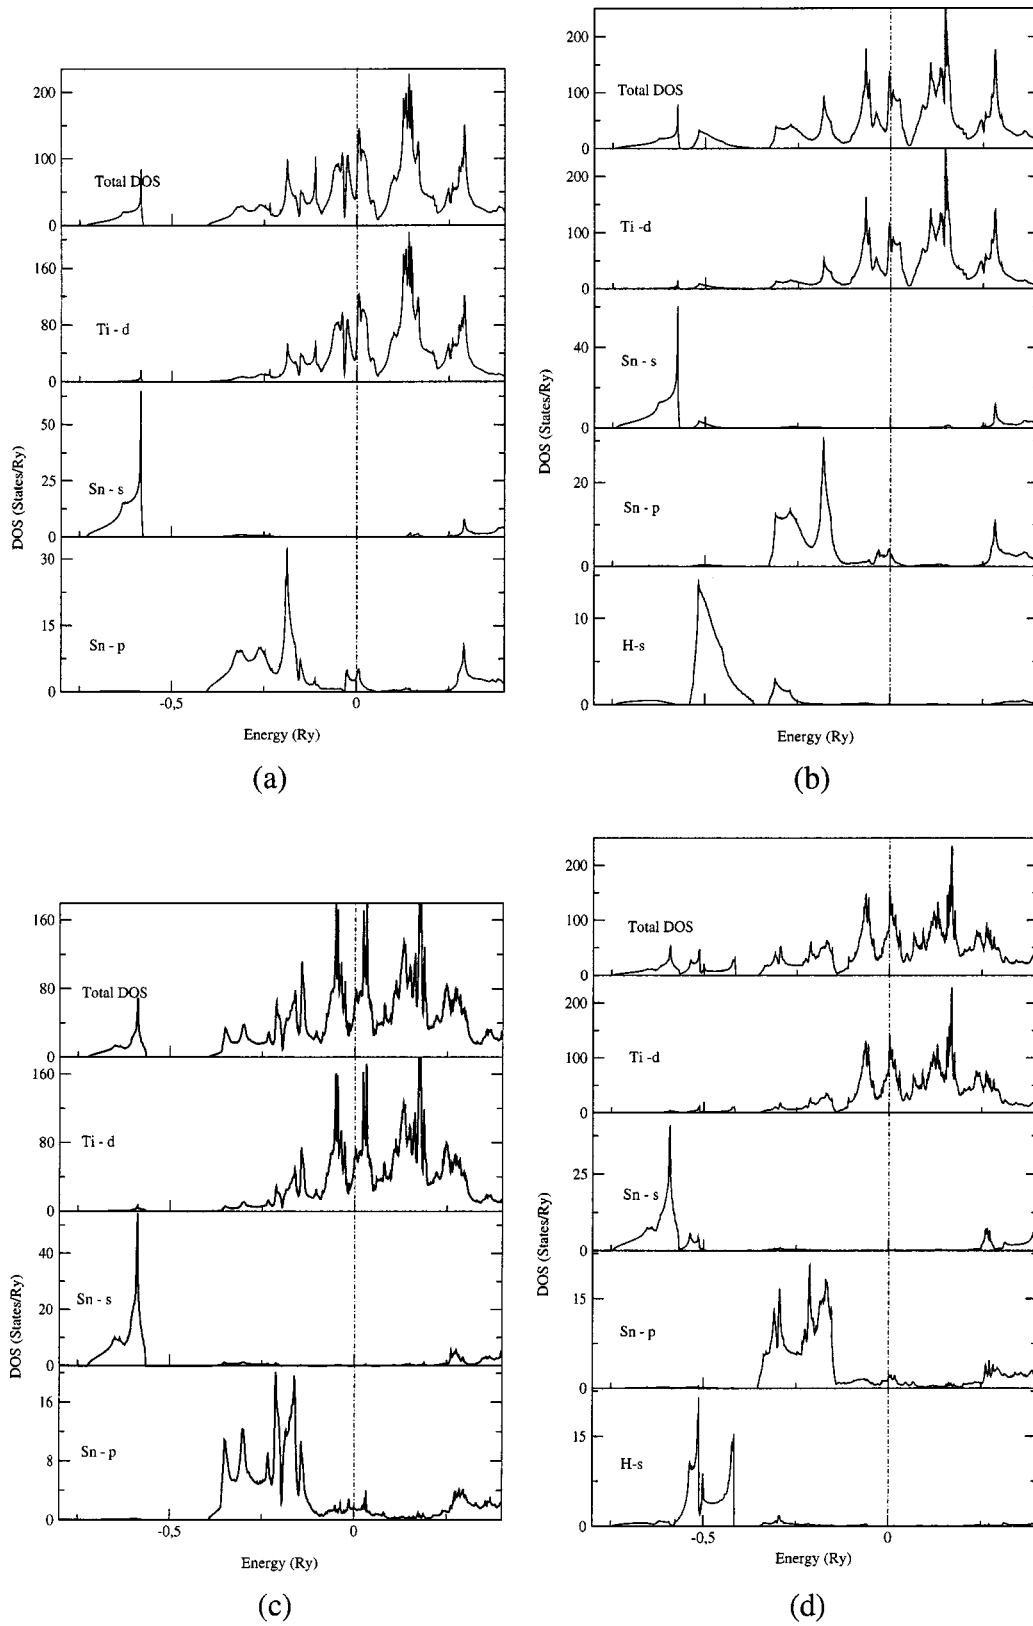 200
100
0
Total DOS
160
80
0
Ti - d
50
25
0
Sn - s
30
15
0
Sn - p
-0,5
0
DOS (States/Ry)
Energy (Ry)
(a)
200
100
0
Total DOS
200
100
0
Ti -d
40
0
Sn - s
20
0
Sn - p
10
0
H-s
DOS (States/Ry)
Energy (Ry)
(b)
160
80
0
Total DOS
160
80
0
Ti - d
40
20
0
Sn - s
16
8
0
Sn - p
-0,5
0
DOS (States/Ry)
Energy (Ry)
(c)
200
100
0
Total DOS
200
100
0
Ti -d
25
0
Sn - s
15
0
Sn - p
15
0
H-s
-0,5
0
DOS (States/Ry)
Energy (Ry)
(d)